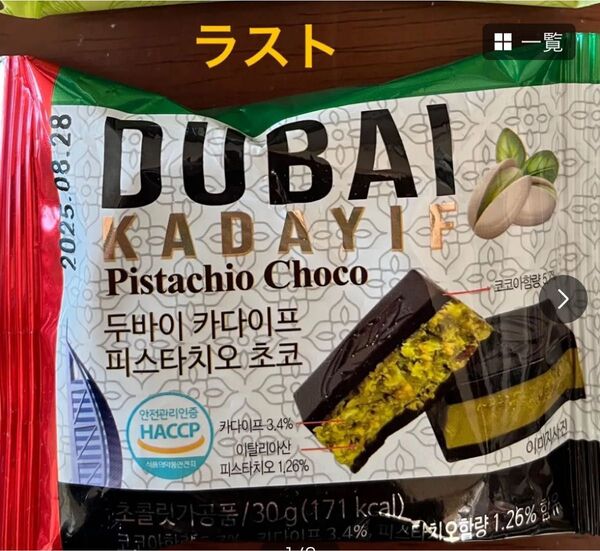 ラスト
一覧
2025.08.28
DUBAI
KADAYIF
Pistachio Choco
두바이 카다이프
피스타치오 초코
코코아함량
안전관리인증
HACCP
식품의약품안전처
카다이프 3.4%
이탈리아산
피스타치오 1.26%
이미지사진
초콜릿가공품/30g(171 kcal)
카다이프 3.4%, 피스타치오함량 1.26% 함유